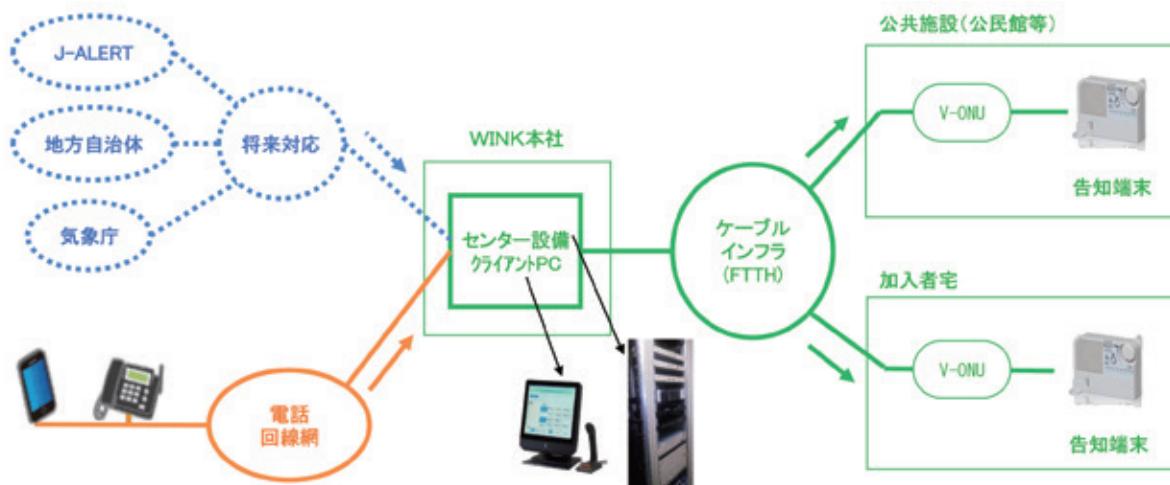 公共施設(公民館等)
J-ALERT
V-ONU
地方自治体
将来対応
WINK本社
告知端末
気象庁
センター設備
クライアントPC
ケーブル
インフラ
(FTTH)
加入者宅
V-ONU
電話
回線網
告知端末